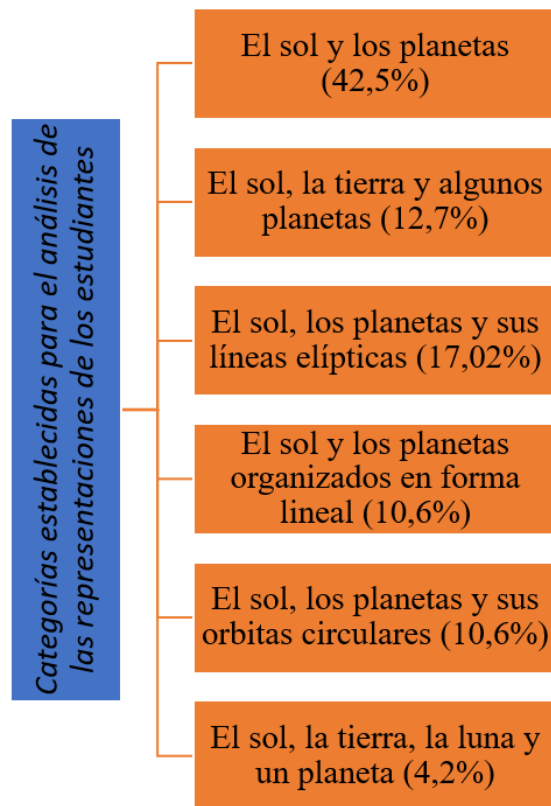 Categorías establecidas para el análisis de
las representaciones de los estudiantes
El sol y los planetas
(42,5%)
El sol, la tierra y algunos
planetas (12,7%)
El sol, los planetas y sus
líneas elípticas (17,02%)
El sol y los planetas
organizados en forma
lineal (10,6%)
El sol, los planetas y sus
orbitas circulares (10,6%)
El sol, la tierra, la luna y
un planeta (4,2%)